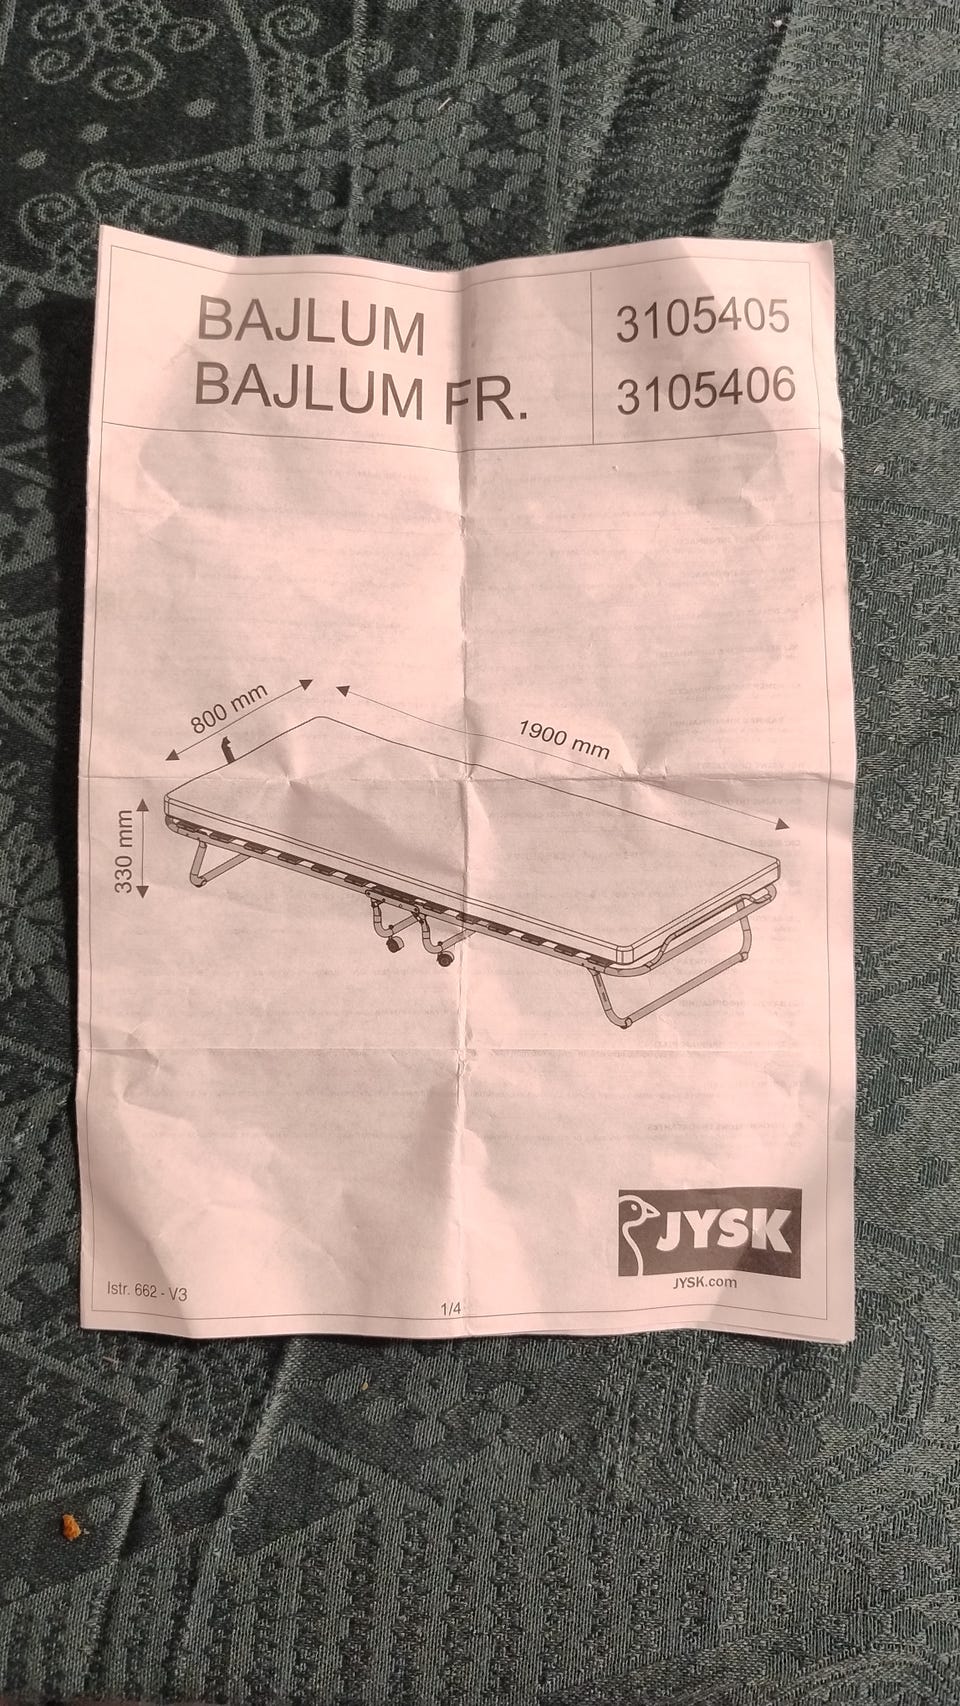 BAJLUM
BAJLUM FR.
3105405
3105406
800 mm
1900 mm
330 mm
JYSK
JYSK.com
Istr. 662 - V3
1/4